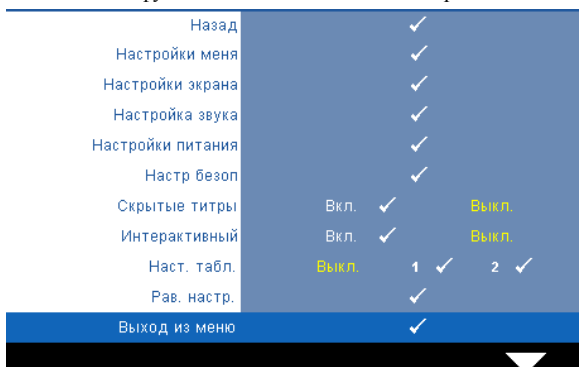 Назад ✓
Настройки меня ✓
Настройки экрана ✓
Настройка звука ✓
Настройки питания ✓
Настр безоп ✓
Скрытые титры Вкл. ✓ Выкл.
Интерактивный Вкл. ✓ Выкл.
Наст. табл. Выкл. 1 ✓ 2 ✓
Рав. настр. ✓
Выход из меню ✓